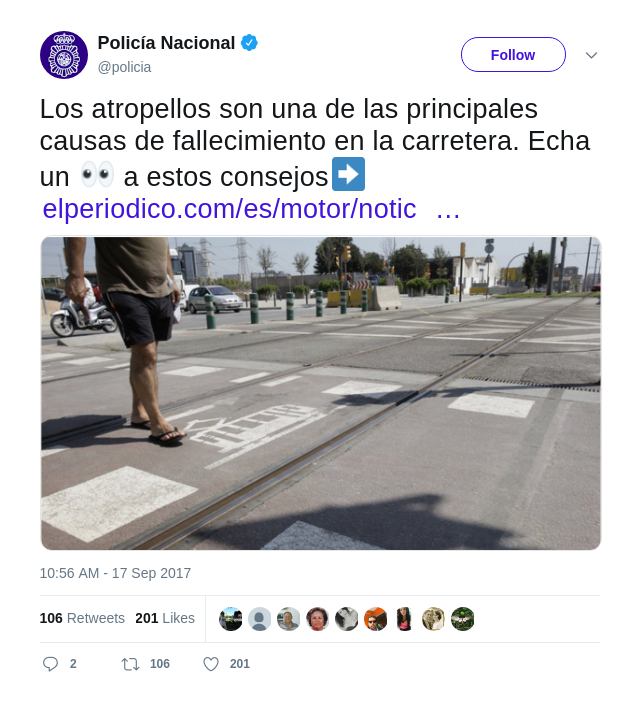 Policía Nacional
@policia
Follow
Los atropellos son una de las principales
causas de fallecimiento en la carretera. Echa
un 👀 a estos consejos➡
elperiodico.com/es/motor/notic …
10:56 AM - 17 Sep 2017
106 Retweets 201 Likes
2 106 201